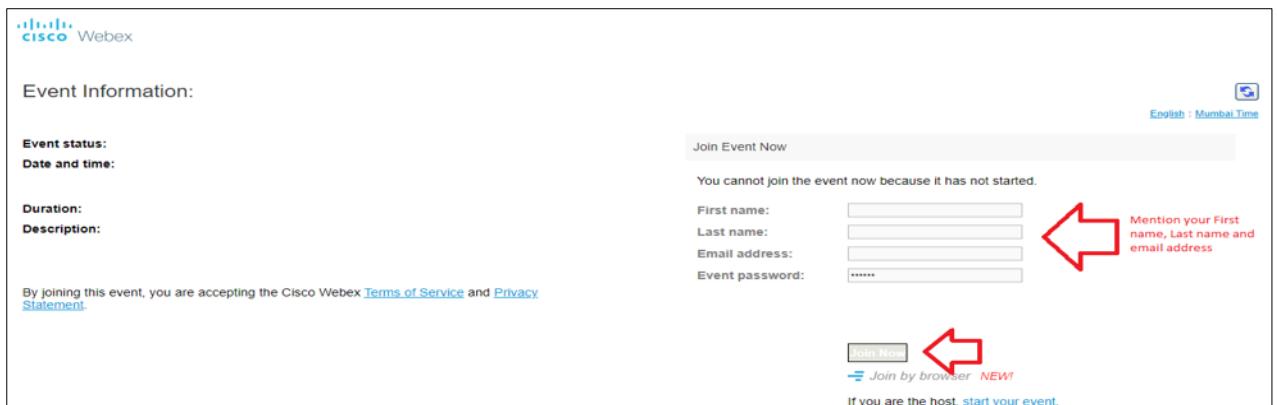 cisco Webex
Event Information:
English : Mumbai Time
Event status:
Date and time:
Duration:
Description:
By joining this event, you are accepting the Cisco Webex Terms of Service and Privacy
Statement.
Join Event Now
You cannot join the event now because it has not started.
First name:
Last name:
Email address:
Event password: ••••••
Mention your First
name, Last name and
email address
Join Now
Join by browser NEW!
If you are the host, start your event.